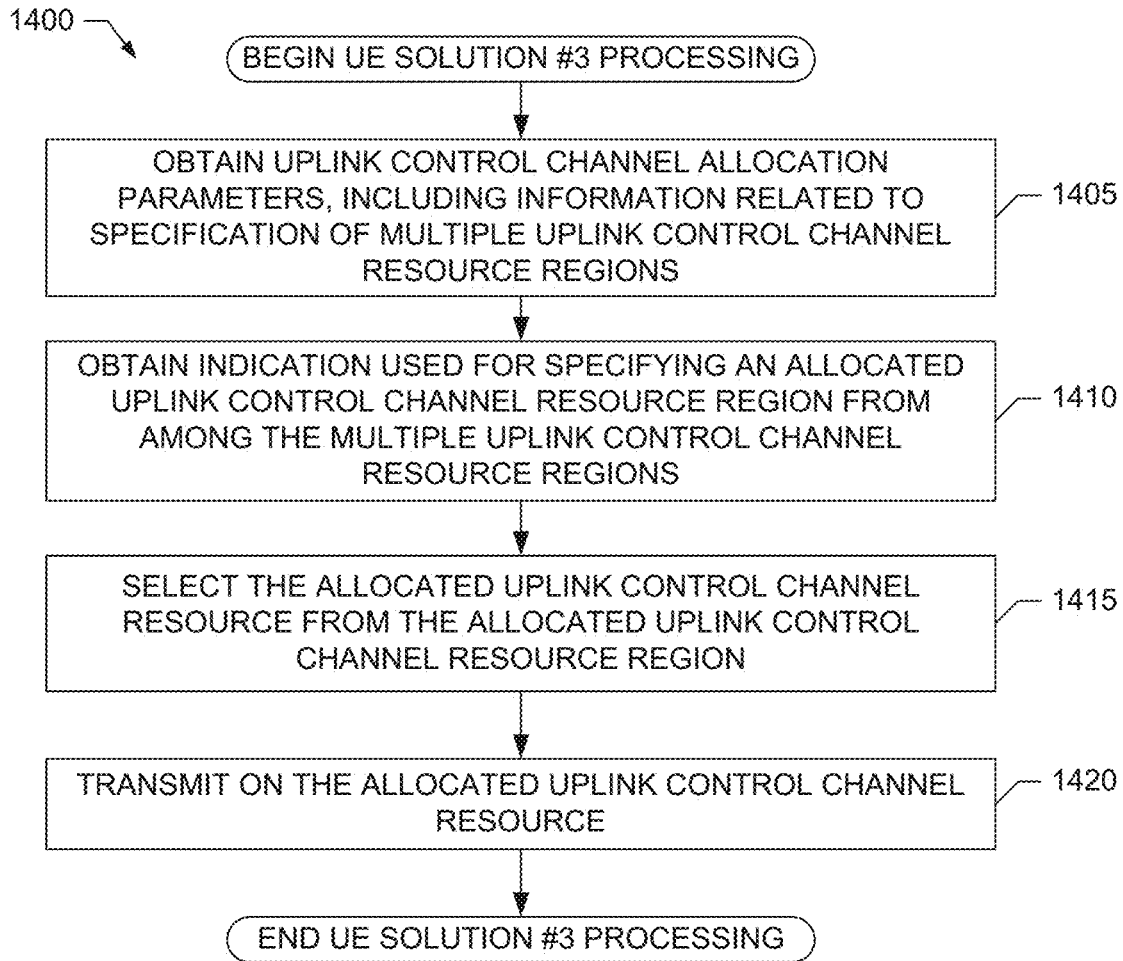 1400
BEGIN UE SOLUTION #3 PROCESSING
OBTAIN UPLINK CONTROL CHANNEL ALLOCATION
PARAMETERS, INCLUDING INFORMATION RELATED TO
SPECIFICATION OF MULTIPLE UPLINK CONTROL CHANNEL
RESOURCE REGIONS
1405
OBTAIN INDICATION USED FOR SPECIFYING AN ALLOCATED
UPLINK CONTROL CHANNEL RESOURCE REGION FROM
AMONG THE MULTIPLE UPLINK CONTROL CHANNEL
RESOURCE REGIONS
1410
SELECT THE ALLOCATED UPLINK CONTROL CHANNEL
RESOURCE FROM THE ALLOCATED UPLINK CONTROL
CHANNEL RESOURCE REGION
1415
TRANSMIT ON THE ALLOCATED UPLINK CONTROL CHANNEL
RESOURCE
1420
END UE SOLUTION #3 PROCESSING